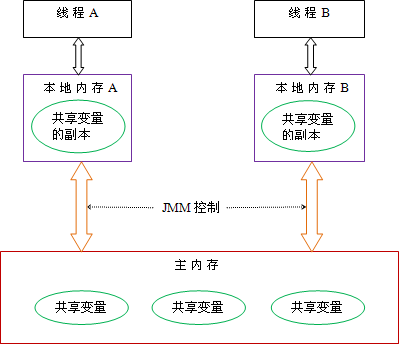 线程 A
线程 B
本地内存 A
本地内存 B
共享变量
的副本
共享变量
的副本
JMM 控制
主内存
共享变量
共享变量
共享变量